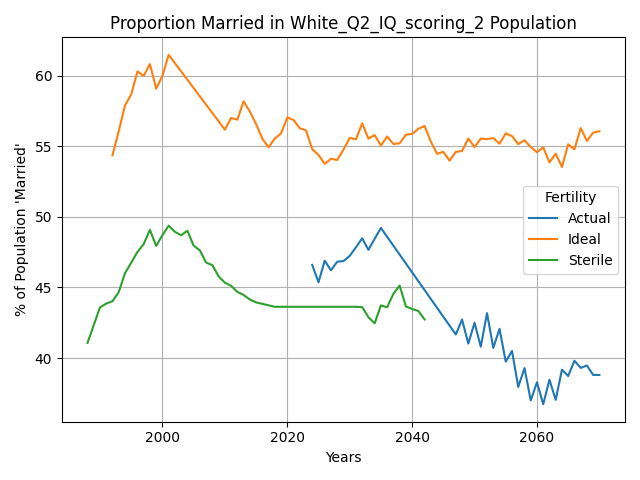 Proportion Married in White_Q2_IQ_scoring_2 Population
% of Population 'Married'
60
55
50
45
40
Fertility
Actual
Ideal
Sterile
2000
2020
2040
2060
Years